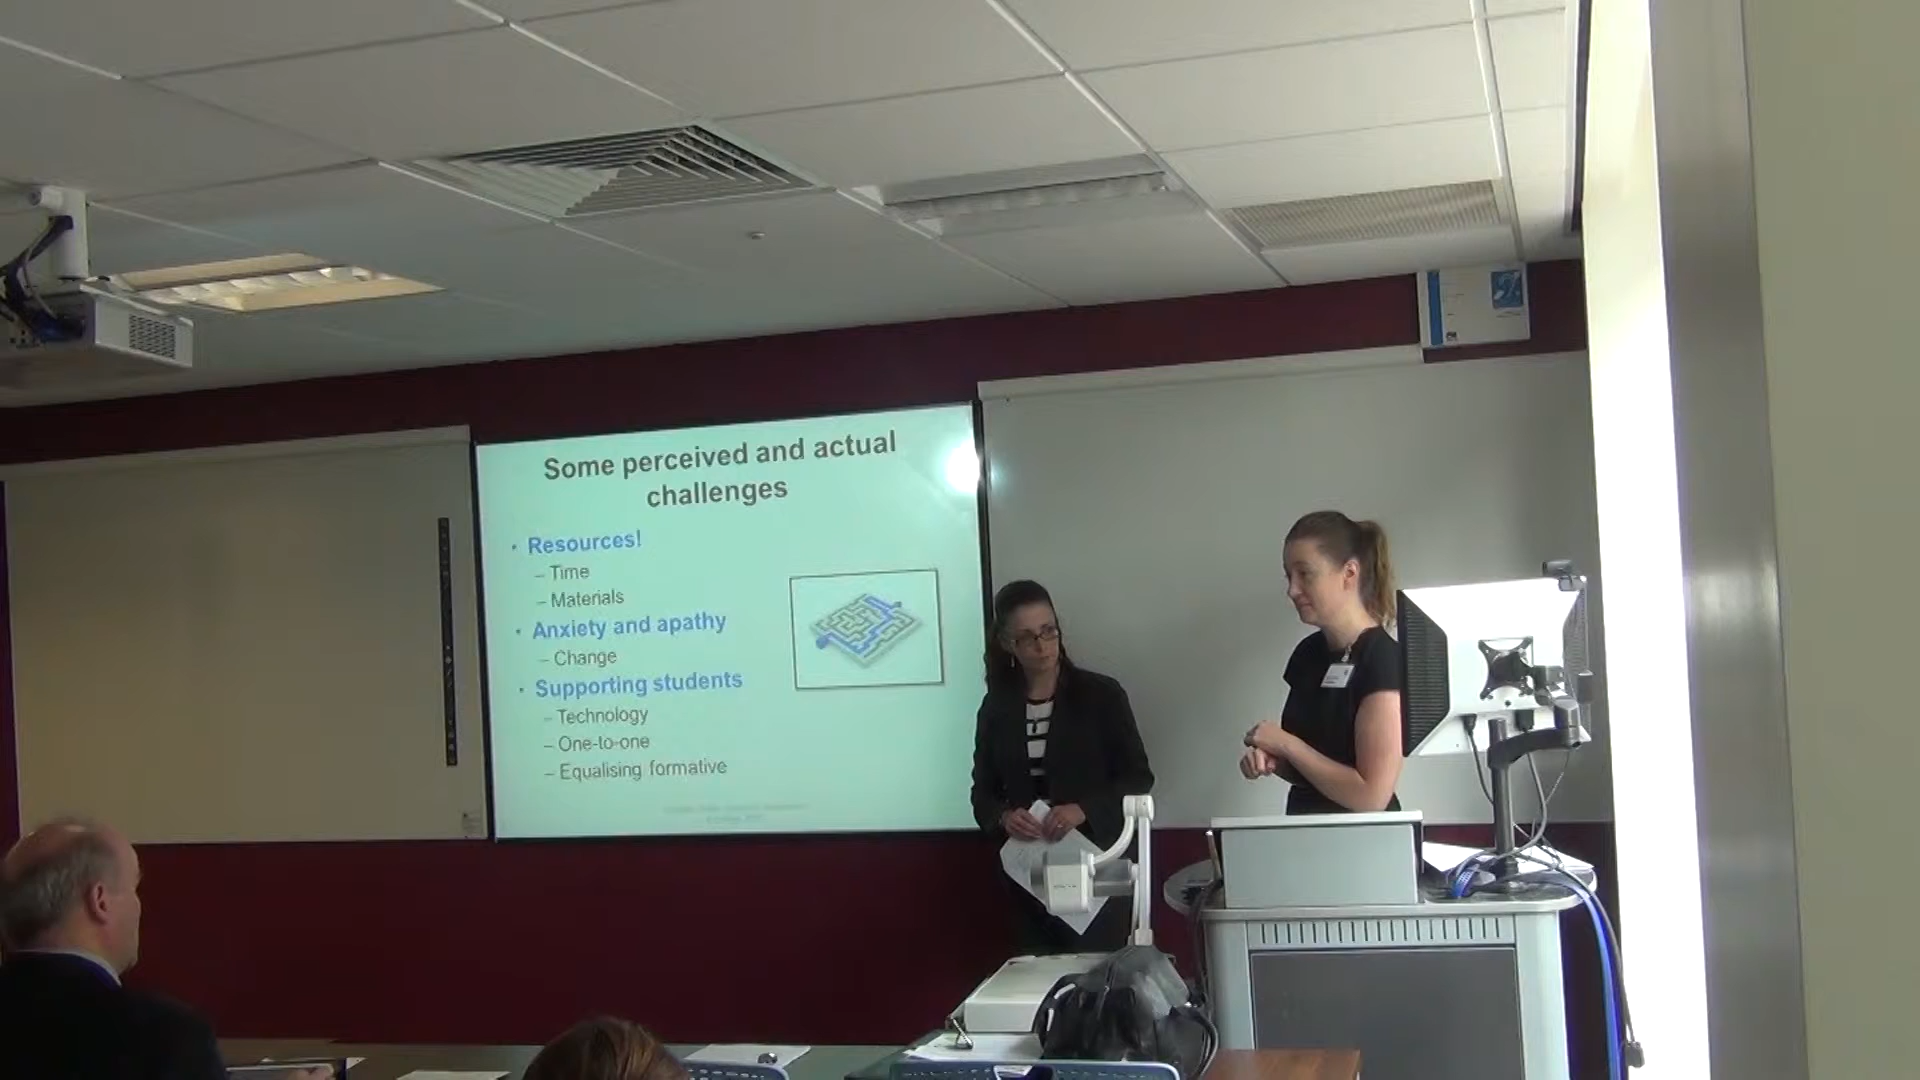 Some perceived and actual
challenges
• Resources!
– Time
– Materials
• Anxiety and apathy
– Change
• Supporting students
– Technology
– One-to-one
– Equalising formative